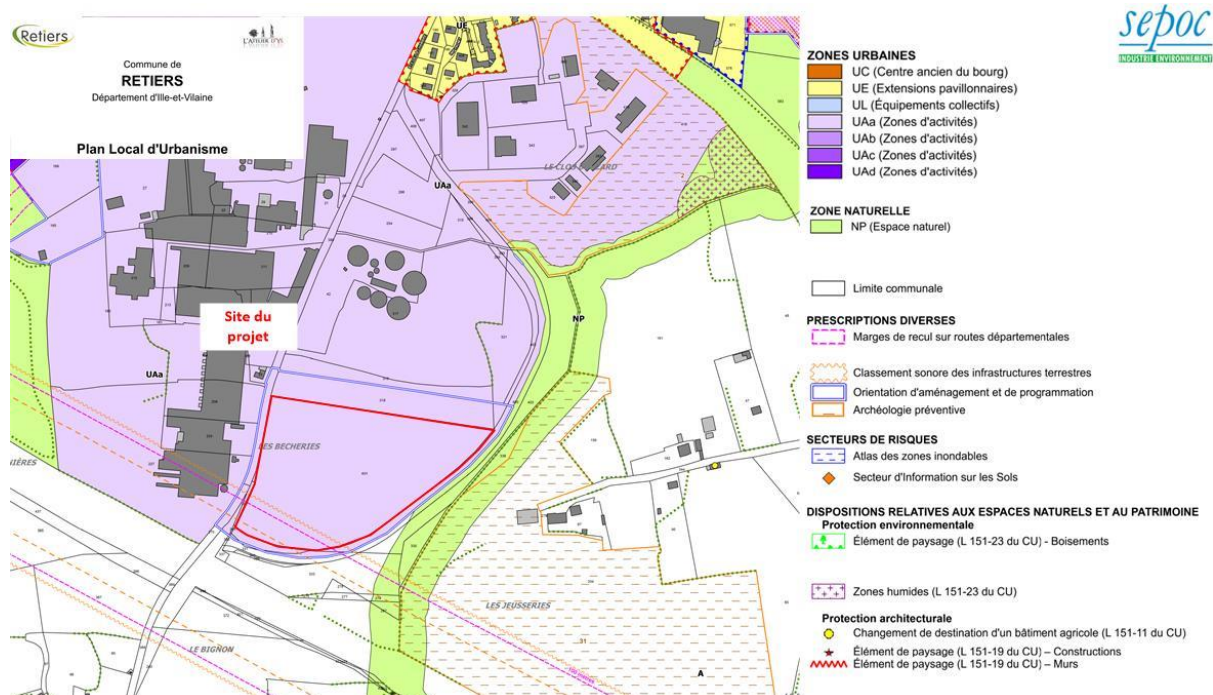 Retiers
L'ATELIER D'YS
Commune de
RETIERS
Département d'Ille-et-Vilaine
Plan Local d'Urbanisme
UE
UAa
Site du
projet
NP
UAa
LES BECHERIES
LES JEUSSERIES
LE BIGNON
A
sepoc
INDUSTRIE ENVIRONNEMENT
ZONES URBAINES
UC (Centre ancien du bourg)
UE (Extensions pavillonnaires)
UL (Équipements collectifs)
UAa (Zones d'activités)
UAb (Zones d'activités)
UAc (Zones d'activités)
UAd (Zones d'activités)
ZONE NATURELLE
NP (Espace naturel)
Limite communale
PRESCRIPTIONS DIVERSES
Marges de recul sur routes départementales
Classement sonore des infrastructures terrestres
Orientation d'aménagement et de programmation
Archéologie préventive
SECTEURS DE RISQUES
Atlas des zones inondables
Secteur d'Information sur les Sols
DISPOSITIONS RELATIVES AUX ESPACES NATURELS ET AU PATRIMOINE
Protection environnementale
Élément de paysage (L 151-23 du CU) - Boisements
Zones humides (L 151-23 du CU)
Protection architecturale
Changement de destination d'un bâtiment agricole (L 151-11 du CU)
Élément de paysage (L 151-19 du CU) – Constructions
Élément de paysage (L 151-19 du CU) – Murs